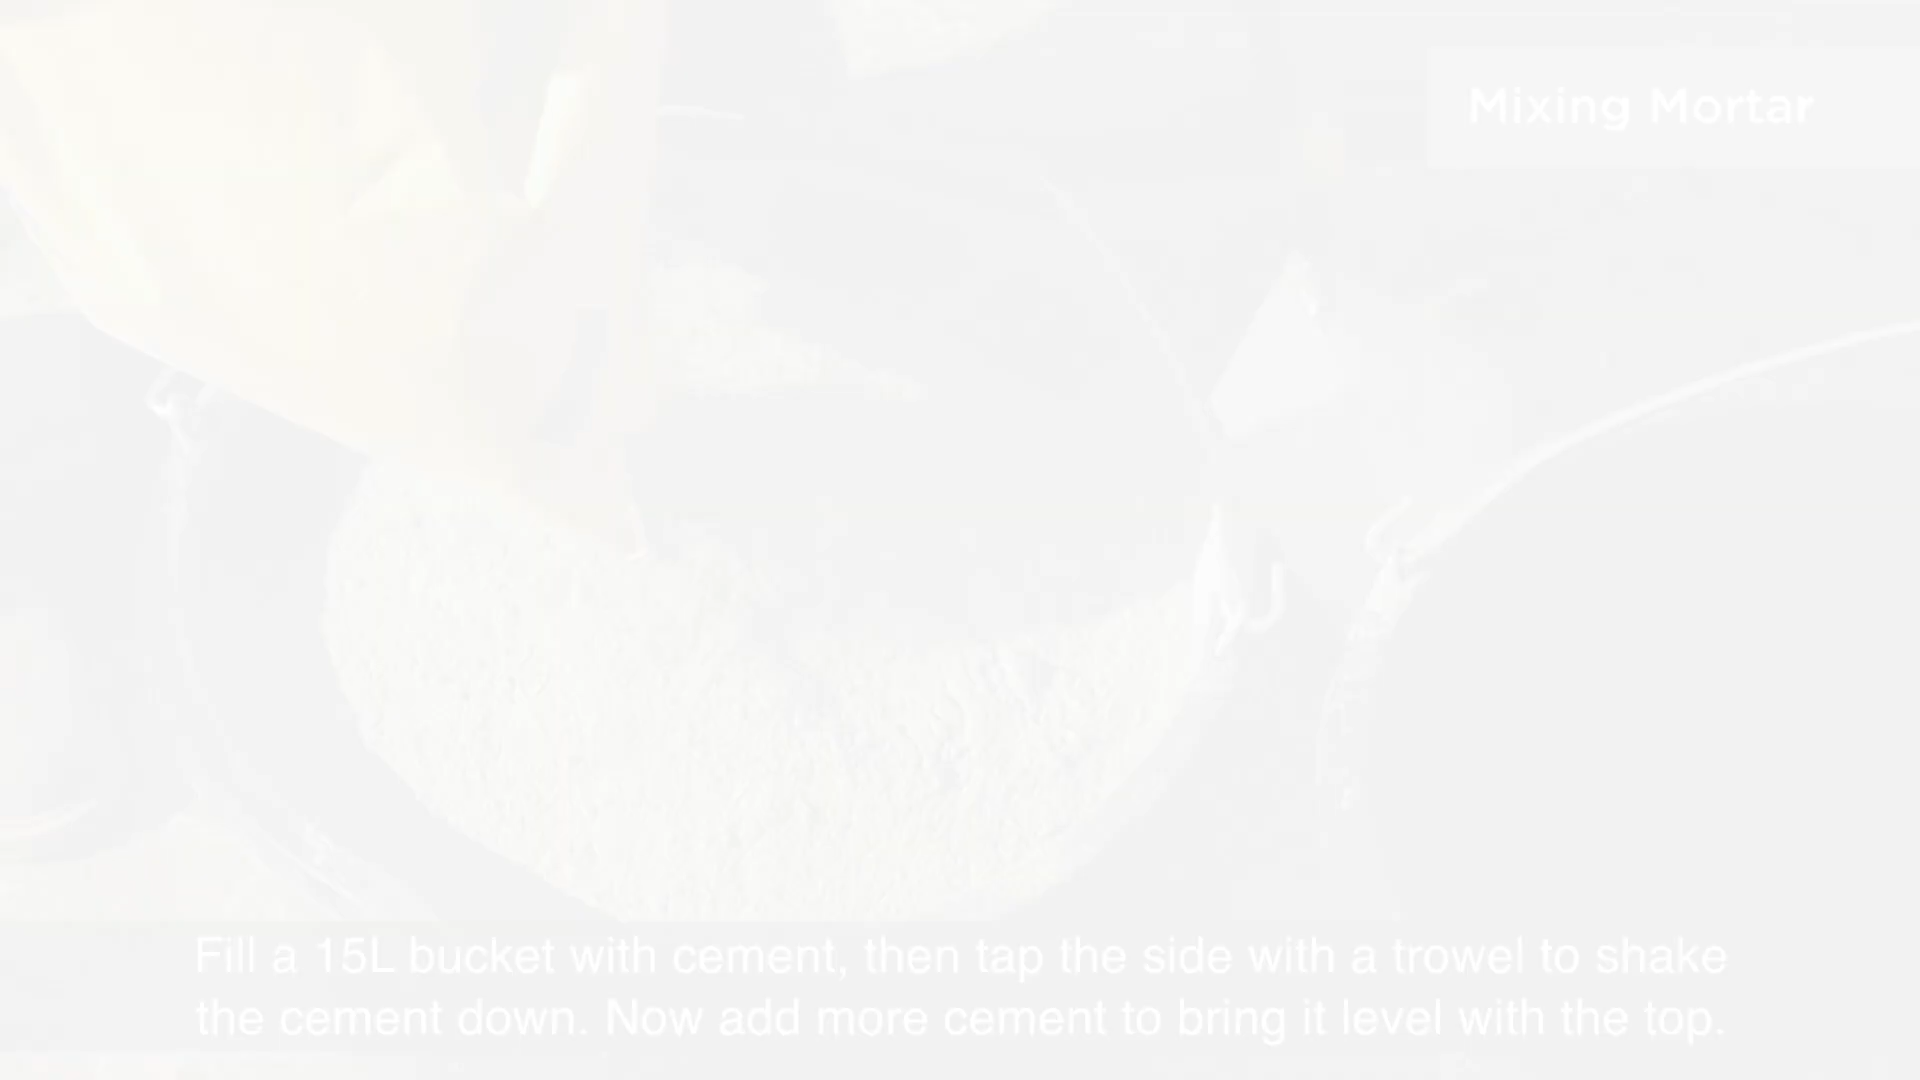 Mixing Mortar
Fill a 15L bucket with cement, then tap the side with a trowel to shake
the cement down. Now add more cement to bring it level with the top.